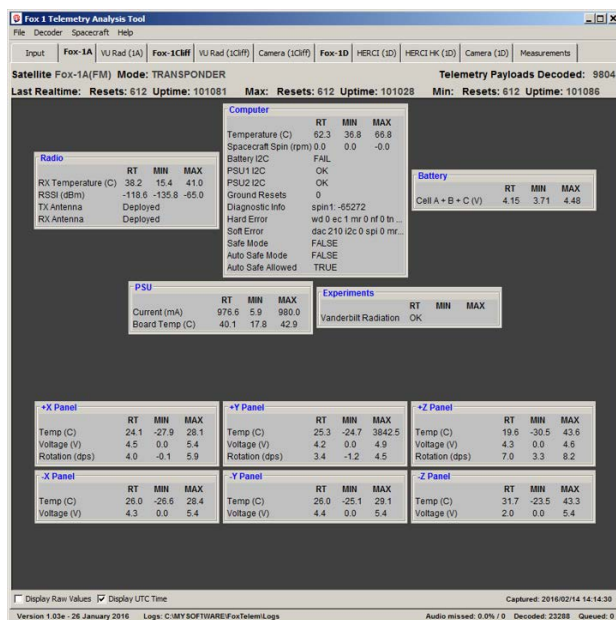 Fox 1 Telemetry Analysis Tool
File Decoder Spacecraft Help
Input Fox-1A VU Rad (1A) Fox-1Cliff VU Rad (1Cliff) Camera (1Cliff) Fox-1D HERCI (1D) HERCI HK (1D) Camera (1D) Measurements
Satellite Fox-1A(FM) Mode: TRANSPONDER Telemetry Payloads Decoded: 9804
Last Realtime: Resets: 612 Uptime: 101081 Max: Resets: 612 Uptime: 101028 Min: Resets: 612 Uptime: 101086
Computer
RT MIN MAX
Temperature (C) 62.3 36.8 66.8
Spacecraft Spin (rpm) 0.0 0.0 -0.0
Battery I2C FAIL
PSU1 I2C OK
PSU2 I2C OK
Ground Resets 0
Diagnostic Info spin1: -65272
Hard Error wd 0 ec 1 mr 0 nf 0 tn ...
Soft Error dac 210 i2c 0 spi 0 mr...
Safe Mode FALSE
Auto Safe Mode FALSE
Auto Safe Allowed TRUE
Radio
RT MIN MAX
RX Temperature (C) 38.2 15.4 41.0
RSSI (dBm) -118.6 -135.8 -65.0
TX Antenna Deployed
RX Antenna Deployed
Battery
RT MIN MAX
Cell A + B + C (V) 4.15 3.71 4.48
PSU
RT MIN MAX
Current (mA) 976.6 5.9 980.0
Board Temp (C) 40.1 17.8 42.9
Experiments
RT MIN MAX
Vanderbilt Radiation OK
+X Panel
RT MIN MAX
Temp (C) 24.1 -27.9 28.1
Voltage (V) 4.5 0.0 5.4
Rotation (dps) 4.0 -0.1 5.9
+Y Panel
RT MIN MAX
Temp (C) 25.3 -24.7 3842.5
Voltage (V) 4.2 0.0 4.9
Rotation (dps) 3.4 -1.2 4.5
+Z Panel
RT MIN MAX
Temp (C) 19.6 -30.5 43.6
Voltage (V) 4.3 0.0 4.6
Rotation (dps) 7.0 3.3 8.2
-X Panel
RT MIN MAX
Temp (C) 26.0 -26.6 28.4
Voltage (V) 4.3 0.0 5.4
-Y Panel
RT MIN MAX
Temp (C) 26.0 -25.1 29.1
Voltage (V) 4.4 0.0 5.4
-Z Panel
RT MIN MAX
Temp (C) 31.7 -23.5 43.3
Voltage (V) 2.0 0.0 5.4
Display Raw Values Display UTC Time Captured: 2016/02/14 14:14:30
Version 1.03e - 26 January 2016 Logs: C:\MYSOFTWARE\FoxTelem\Logs Audio missed: 0.0% / 0 Decoded: 23288 Queued: 0